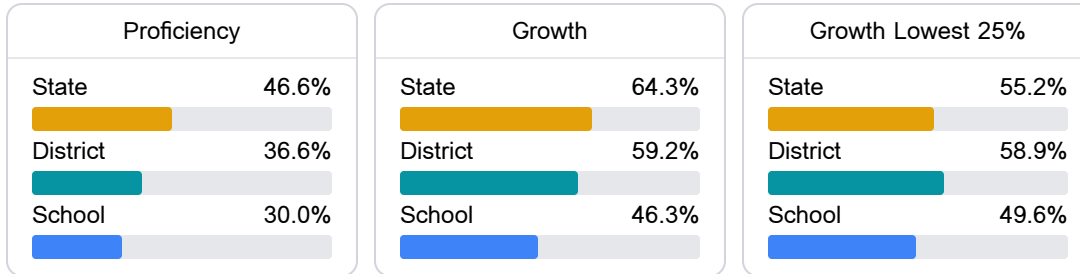 Proficiency
State 46.6%
District 36.6%
School 30.0%
Growth
State 64.3%
District 59.2%
School 46.3%
Growth Lowest 25%
State 55.2%
District 58.9%
School 49.6%